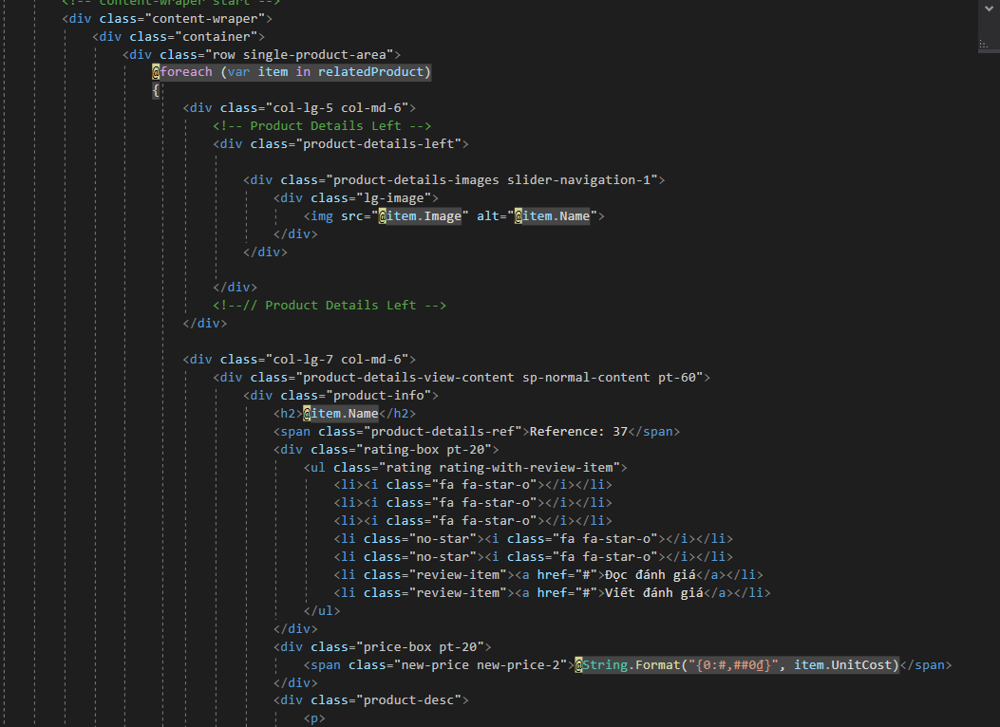 <!-- content-wraper start -->
<div class="content-wraper">
<div class="container">
<div class="row single-product-area">
@foreach (var item in relatedProduct)
{
<div class="col-lg-5 col-md-6">
<!-- Product Details Left -->
<div class="product-details-left">
<div class="product-details-images slider-navigation-1">
<div class="lg-image">
<img src="@item.Image" alt="@item.Name">
</div>
</div>
</div>
<!--// Product Details Left -->
</div>
<div class="col-lg-7 col-md-6">
<div class="product-details-view-content sp-normal-content pt-60">
<div class="product-info">
<h2>@item.Name</h2>
<span class="product-details-ref">Reference: 37</span>
<div class="rating-box pt-20">
<ul class="rating rating-with-review-item">
<li><i class="fa fa-star-o"></i></li>
<li><i class="fa fa-star-o"></i></li>
<li><i class="fa fa-star-o"></i></li>
<li class="no-star"><i class="fa fa-star-o"></i></li>
<li class="no-star"><i class="fa fa-star-o"></i></li>
<li class="review-item"><a href="#">Đọc đánh giá</a></li>
<li class="review-item"><a href="#">Viết đánh giá</a></li>
</ul>
</div>
<div class="price-box pt-20">
<span class="new-price new-price-2">@String.Format("{0:#,##0₫}", item.UnitCost)</span>
</div>
<div class="product-desc">
<p>